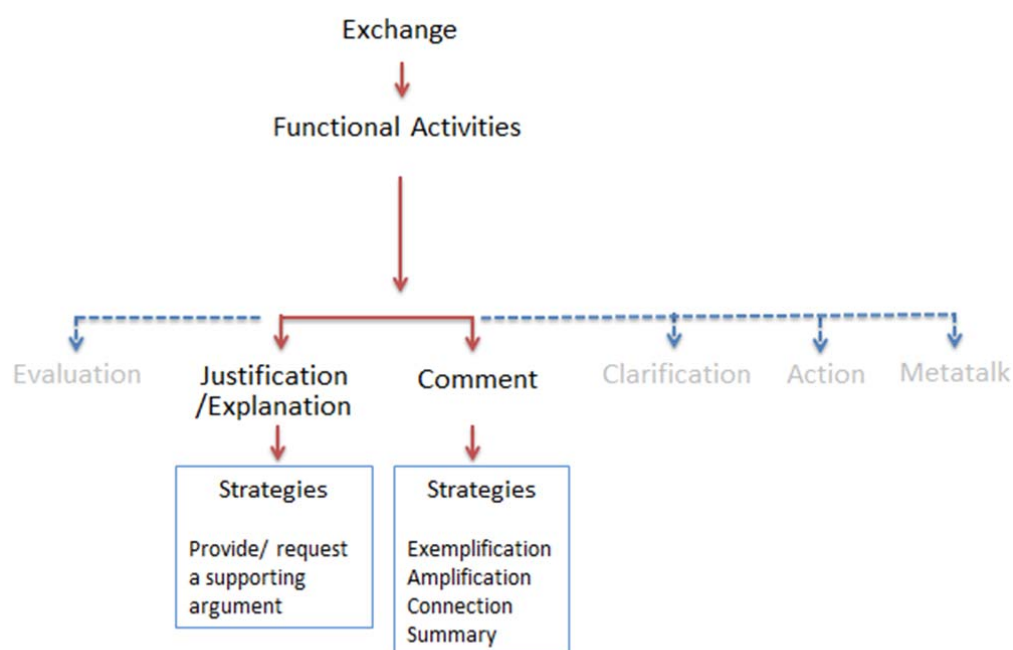 Exchange
Functional Activities
Evaluation
Justification
/Explanation
Comment
Clarification
Action
Metatalk
Strategies
Provide/ request
a supporting
argument
Strategies
Exemplification
Amplification
Connection
Summary